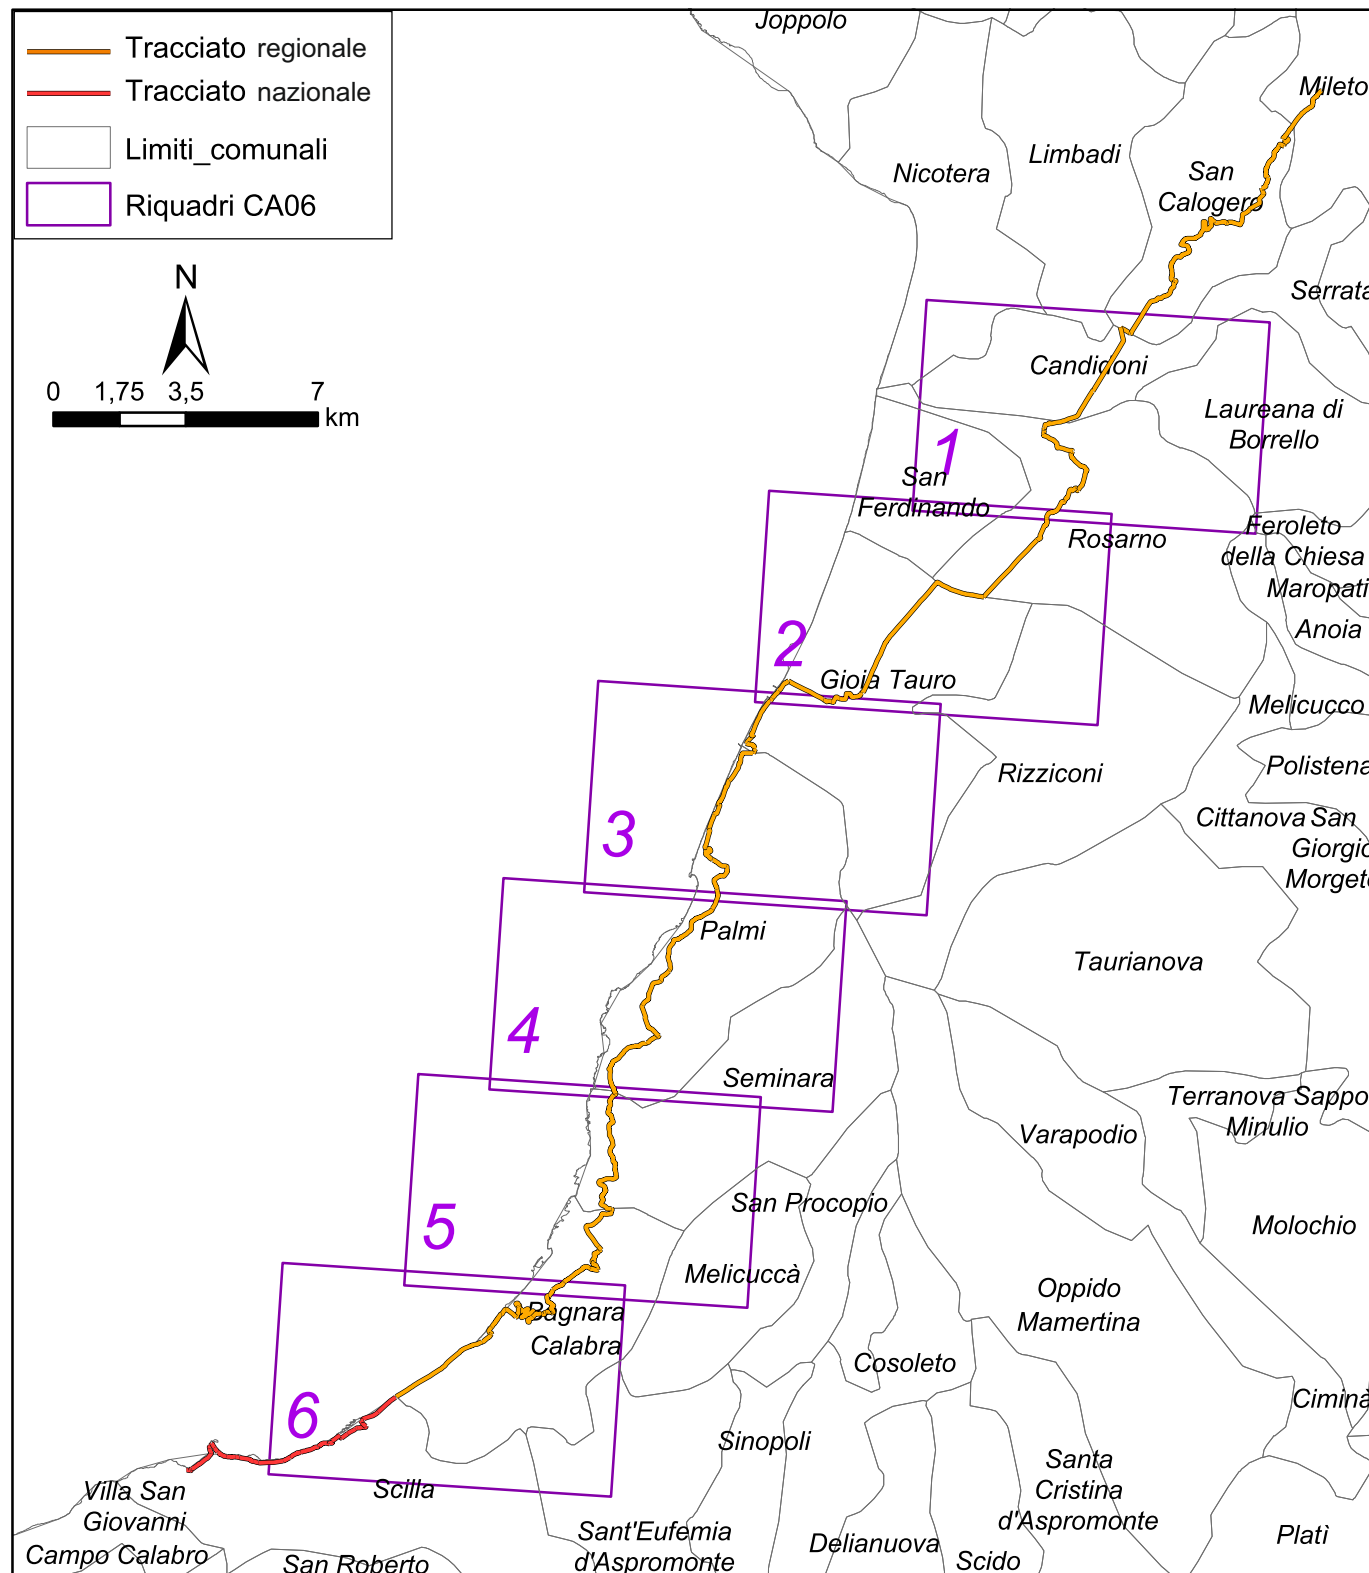 Tracciato regionale
Tracciato nazionale
Limiti_comunali
Riquadri CA06
N
0 1,75 3,5 7
km
Joppolo
Mileto
Nicotera
Limbadi
San
Calogero
Serrata
Candidoni
Laureana di
Borrello
1
San
Ferdinando
Rosarno
Feroleto
della Chiesa
Maropati
Anoia
2
Gioia Tauro
Melicucco
Rizziconi
Polistena
3
Cittanova
San
Giorgio
Morgeto
Palmi
Taurianova
4
Seminara
Terranova Sappo
Minulio
Varapodio
5
San Procopio
Molochio
Melicuccà
Oppido
Mamertina
Bagnara
Calabra
Cosoleto
6
Ciminà
Sinopoli
Scilla
Santa
Cristina
d'Aspromonte
Villa San
Giovanni
Campo Calabro
San Roberto
Sant'Eufemia
d'Aspromonte
Delianuova
Scido
Platì